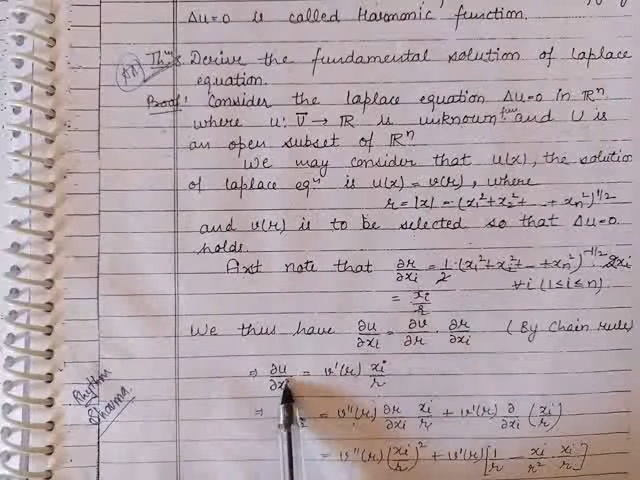 Δu=0 is called Harmonic function.
Thm: Derive the fundamental solution of laplace
equation.
Proof: Consider the laplace equation Δu=0 in ℝⁿ
where u: V̄ → ℝ is unknown fxn and U is
an open subset of ℝⁿ
We may consider that u(x), the solution
of laplace eqn is u(x) = v(r), where
r = |x| = (x₁²+x₂²+ ... + xₙ²)^1/2
and v(r) is to be selected so that Δu=0
holds.
First note that ∂r/∂xi = 1/2 (x₁²+x₂²+ ... +xₙ²)^-1/2 . 2xi
∀ i (1≤i≤n)
= xi/r
We thus have ∂u/∂xi = ∂v/∂r . ∂r/∂xi (By Chain rule)
⇒ ∂u/∂xi = v'(r) xi/r
Rhythm
Sharma
⇒ = v''(r) ∂r/∂xi xi/r + v'(r) ∂/∂xi (xi/r)
= v''(r) (xi/r)² + v'(r) [1/r - xi/r² . xi/r]